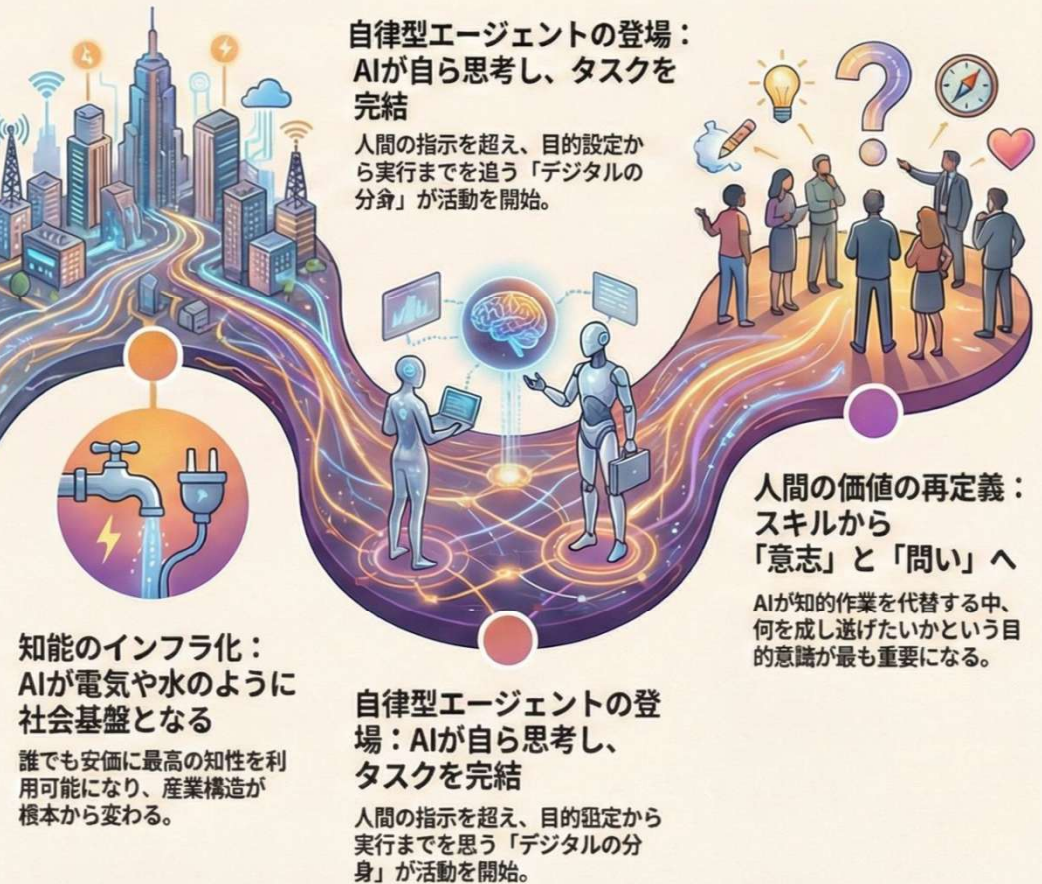 自律型エージェントの登場：
AIが自ら思考し、タスクを
完結
人間の指示を超え、目的設定か
ら実行までを追う「デジタルの
分身」が活動を開始。
人間の価値の再定義：
スキルから
「意志」と「問い」へ
AIが知的作業を代替する中、
何を成し遂げたいかという目
的意識が最も重要になる。
知能のインフラ化：
AIが電気や水のように
社会基盤となる
誰でも安価に最高の知性を利
用可能になり、産業構造が
根本から変わる。
自律型エージェントの登
場：AIが自ら思考し、
タスクを完結
人間の指示を超え、目的設定から
実行までを思う「デジタルの分
身」が活動を開始。